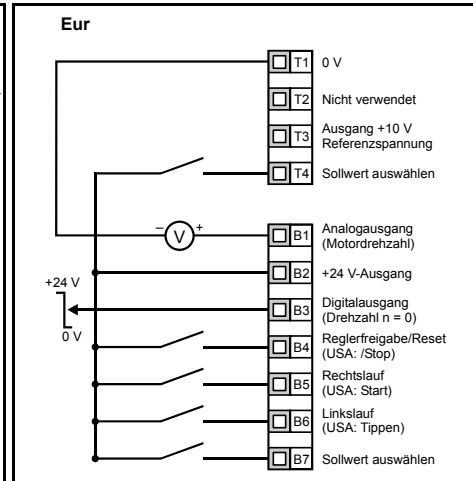 Eur
T1 0 V
T2 Nicht verwendet
T3 Ausgang +10 V
Referenzspannung
T4 Sollwert auswählen
– V +
B1 Analogausgang
(Motordrehzahl)
B2 +24 V-Ausgang
+24 V
0 V
B3 Digitalausgang
(Drehzahl n = 0)
B4 Reglerfreigabe/Reset
(USA: /Stop)
B5 Rechtslauf
(USA: Start)
B6 Linkslauf
(USA: Tippen)
B7 Sollwert auswählen